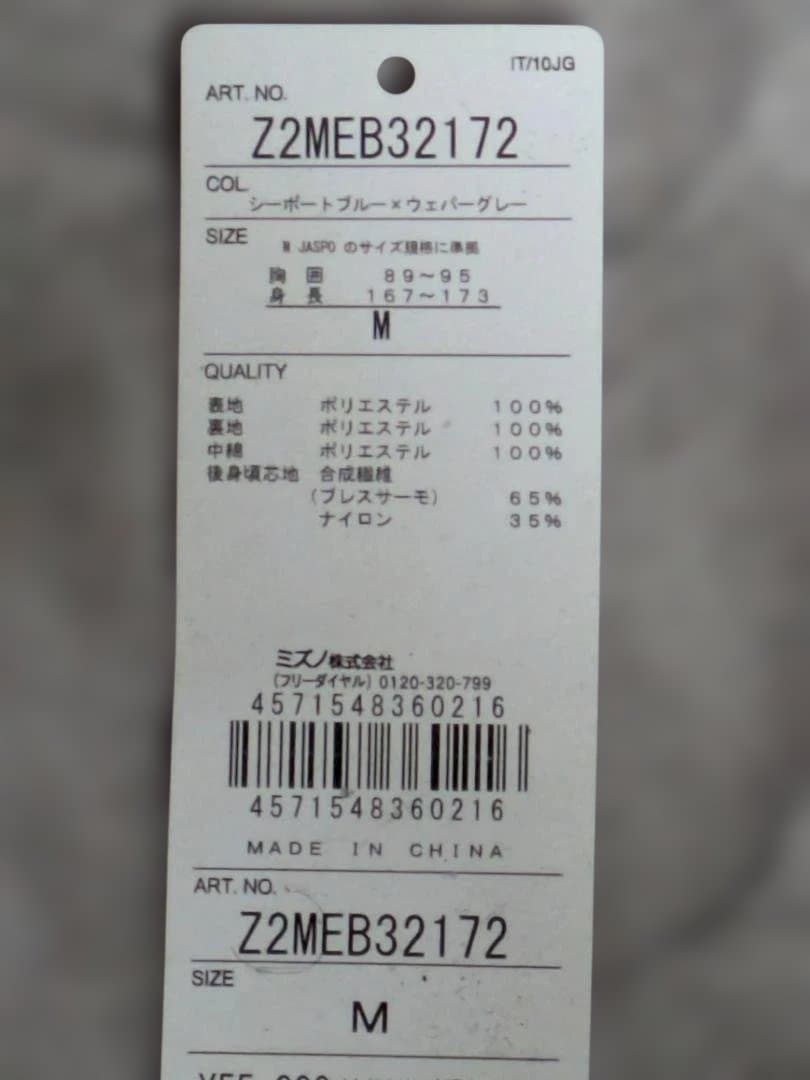 IT/10JG
ART. NO.
Z2MEB32172
COL.
シーポートブルー×ウェパーグレー
SIZE
M JASPO のサイズ規格に準拠
胸 囲 89～95
身 長 167～173
M
QUALITY
表地 ポリエステル 100%
裏地 ポリエステル 100%
中綿 ポリエステル 100%
後身頃芯地 合成繊維
(ブレスサーモ) 65%
ナイロン 35%
ミズノ株式会社
(フリーダイヤル) 0120-320-799
4571548360216
4571548360216
MADE IN CHINA
ART. NO.
Z2MEB32172
SIZE
M